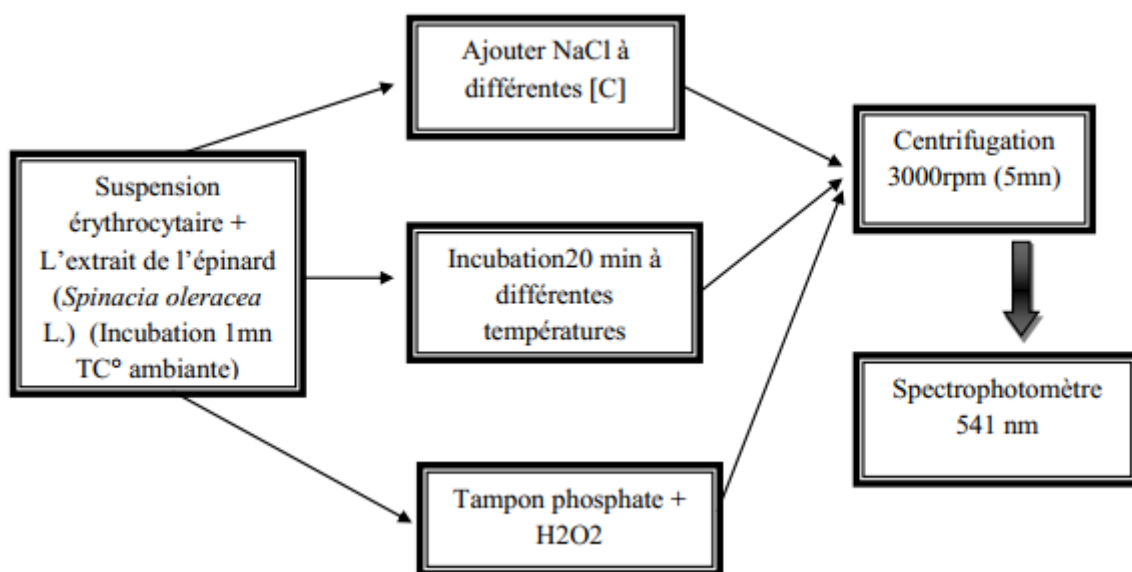 Suspension
érythrocytaire +
L’extrait de l’épinard
(Spinacia oleracea
L.) (Incubation 1mn
TC° ambiante)
Ajouter NaCl à
différentes [C]
Incubation20 min à
différentes
températures
Tampon phosphate +
H2O2
Centrifugation
3000rpm (5mn)
Spectrophotomètre
541 nm